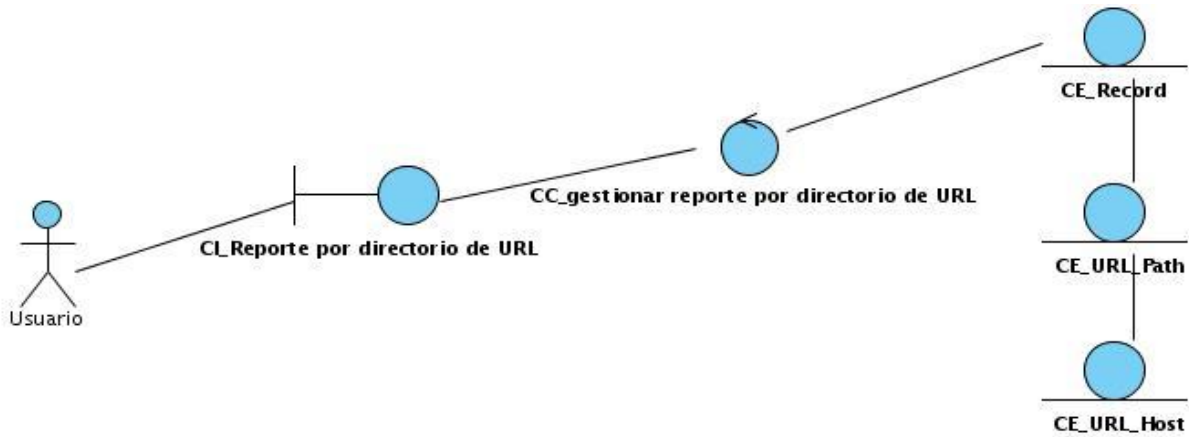 CE_Record
CC_gestionar reporte por directorio de URL
CI_Reporte por directorio de URL
CE_URL_Path
Usuario
CE_URL_Host